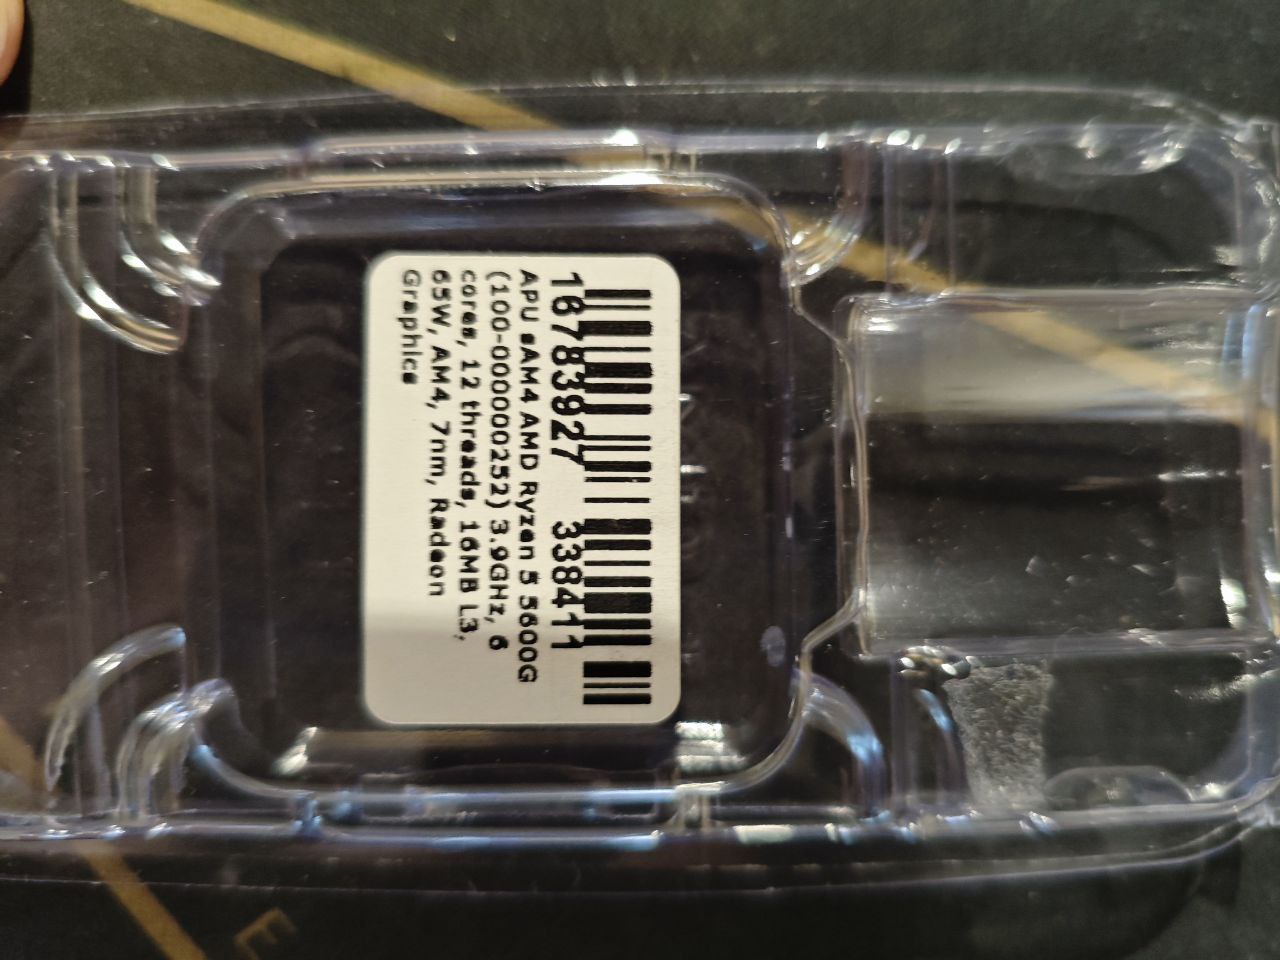 16783927 338411
APU sAM4 AMD Ryzen 5 5600G
(100-000000252) 3.9GHz, 6
cores, 12 threads, 16MB L3,
65W, AM4, 7nm, Radeon
Graphics
E